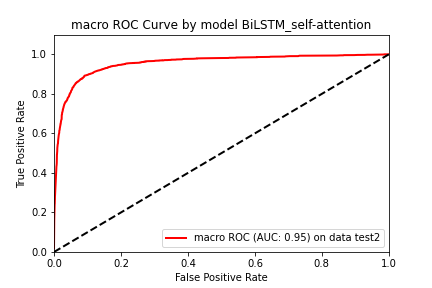 macro ROC Curve by model BiLSTM_self-attention
True Positive Rate
1.0
0.8
0.6
0.4
0.2
0.0
macro ROC (AUC: 0.95) on data test2
0.0 0.2 0.4 0.6 0.8 1.0
False Positive Rate